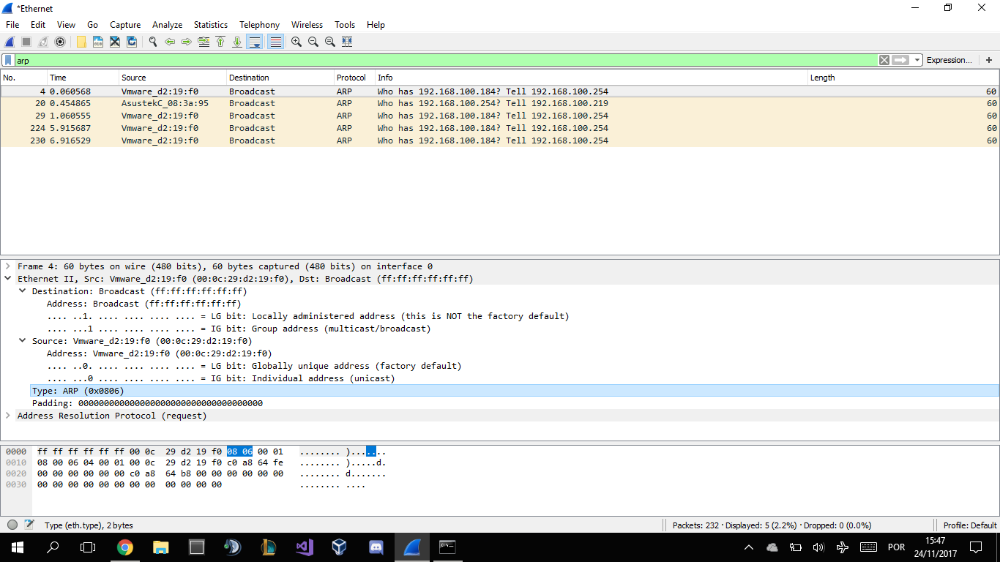 *Ethernet
File Edit View Go Capture Analyze Statistics Telephony Wireless Tools Help
arp Expression... +
No. Time Source Destination Protocol Info Length
4 0.060568 Vmware_d2:19:f0 Broadcast ARP Who has 192.168.100.184? Tell 192.168.100.254 60
20 0.454865 AsustekC_08:3a:95 Broadcast ARP Who has 192.168.100.254? Tell 192.168.100.219 60
29 1.060555 Vmware_d2:19:f0 Broadcast ARP Who has 192.168.100.184? Tell 192.168.100.254 60
224 5.915687 Vmware_d2:19:f0 Broadcast ARP Who has 192.168.100.184? Tell 192.168.100.254 60
230 6.916529 Vmware_d2:19:f0 Broadcast ARP Who has 192.168.100.184? Tell 192.168.100.254 60
Frame 4: 60 bytes on wire (480 bits), 60 bytes captured (480 bits) on interface 0
Ethernet II, Src: Vmware_d2:19:f0 (00:0c:29:d2:19:f0), Dst: Broadcast (ff:ff:ff:ff:ff:ff)
Destination: Broadcast (ff:ff:ff:ff:ff:ff)
Address: Broadcast (ff:ff:ff:ff:ff:ff)
.... ..1. .... .... .... .... = LG bit: Locally administered address (this is NOT the factory default)
.... ...1 .... .... .... .... = IG bit: Group address (multicast/broadcast)
Source: Vmware_d2:19:f0 (00:0c:29:d2:19:f0)
Address: Vmware_d2:19:f0 (00:0c:29:d2:19:f0)
.... ..0. .... .... .... .... = LG bit: Globally unique address (factory default)
.... ...0 .... .... .... .... = IG bit: Individual address (unicast)
Type: ARP (0x0806)
Padding: 000000000000000000000000000000000000
Address Resolution Protocol (request)
0000 ff ff ff ff ff ff 00 0c 29 d2 19 f0 08 06 00 01 ........ ).......
0010 08 00 06 04 00 01 00 0c 29 d2 19 f0 c0 a8 64 fe ........ ).....d.
0020 00 00 00 00 00 00 c0 a8 64 b8 00 00 00 00 00 00 ........ d.......
0030 00 00 00 00 00 00 00 00 00 00 00 00 ........ ....
Type (eth.type), 2 bytes Packets: 232 · Displayed: 5 (2.2%) · Dropped: 0 (0.0%) Profile: Default
POR 15:47
24/11/2017